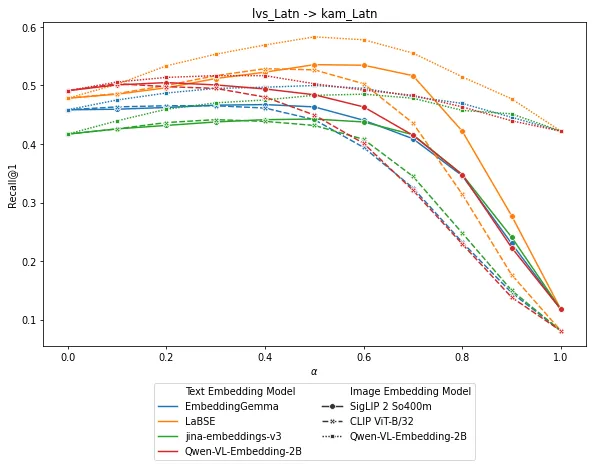 lvs_Latn -> kam_Latn
Recall@1
0.6
0.5
0.4
0.3
0.2
0.1
0.0
0.2
0.4
0.6
0.8
1.0
α
Text Embedding Model
EmbeddingGemma
LaBSE
jina-embeddings-v3
Qwen-VL-Embedding-2B
Image Embedding Model
SigLIP 2 So400m
CLIP ViT-B/32
Qwen-VL-Embedding-2B